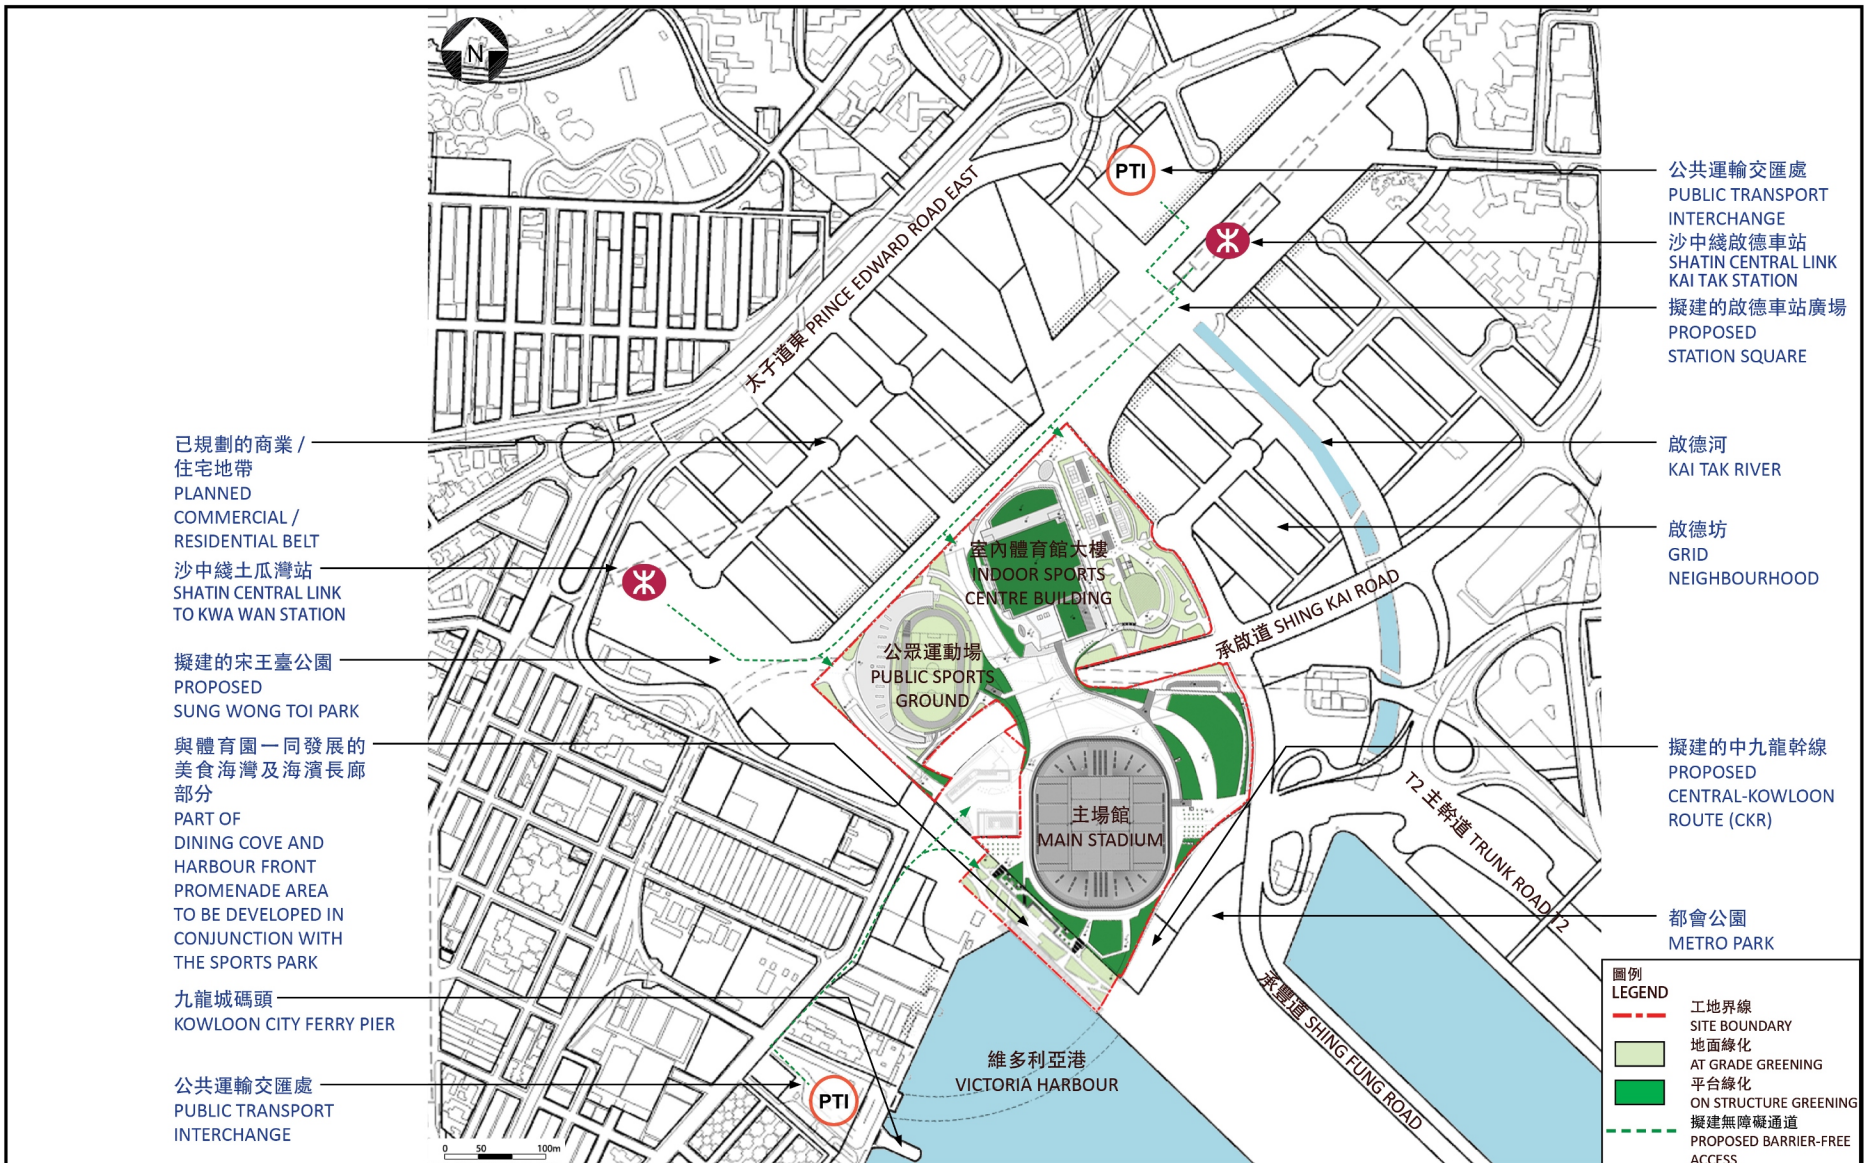 N
已規劃的商業 /
住宅地帶
PLANNED
COMMERCIAL /
RESIDENTIAL BELT
沙中綫土瓜灣站
SHATIN CENTRAL LINK
TO KWA WAN STATION
擬建的宋王臺公園
PROPOSED
SUNG WONG TOI PARK
與體育園一同發展的
美食海灣及海濱長廊
部分
PART OF
DINING COVE AND
HARBOUR FRONT
PROMENADE AREA
TO BE DEVELOPED IN
CONJUNCTION WITH
THE SPORTS PARK
九龍城碼頭
KOWLOON CITY FERRY PIER
公共運輸交匯處
PUBLIC TRANSPORT
INTERCHANGE
太子道東 PRINCE EDWARD ROAD EAST
PTI
室內體育館大樓
INDOOR SPORTS
CENTRE BUILDING
公眾運動場
PUBLIC SPORTS
GROUND
承啟道 SHING KAI ROAD
主場館
MAIN STADIUM
T2 主幹道 TRUNK ROAD T2
承豐道 SHING FUNG ROAD
維多利亞港
VICTORIA HARBOUR
PTI
0 50 100m
公共運輸交匯處
PUBLIC TRANSPORT
INTERCHANGE
沙中綫啟德車站
SHATIN CENTRAL LINK
KAI TAK STATION
擬建的啟德車站廣場
PROPOSED
STATION SQUARE
啟德河
KAI TAK RIVER
啟德坊
GRID
NEIGHBOURHOOD
擬建的中九龍幹線
PROPOSED
CENTRAL-KOWLOON
ROUTE (CKR)
都會公園
METRO PARK
圖例
LEGEND
工地界線
SITE BOUNDARY
地面綠化
AT GRADE GREENING
平台綠化
ON STRUCTURE GREENING
擬建無障礙通道
PROPOSED BARRIER-FREE
ACCESS